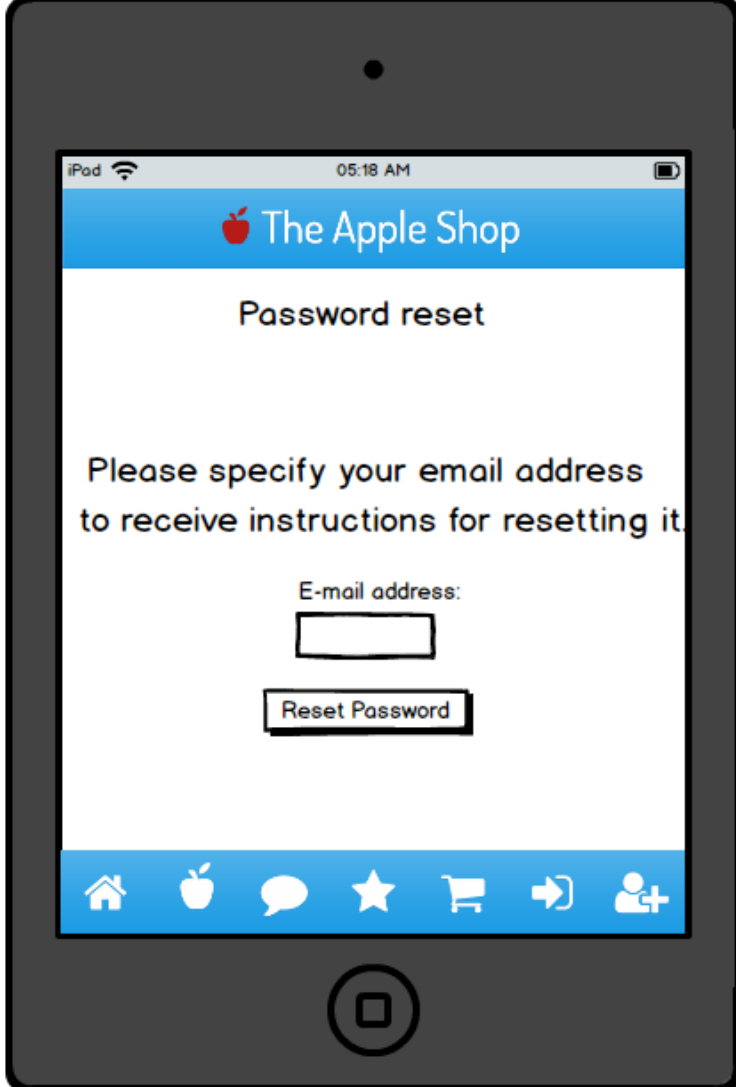 iPad 05:18 AM
The Apple Shop
Password reset
Please specify your email address
to receive instructions for resetting it.
E-mail address:
Reset Password